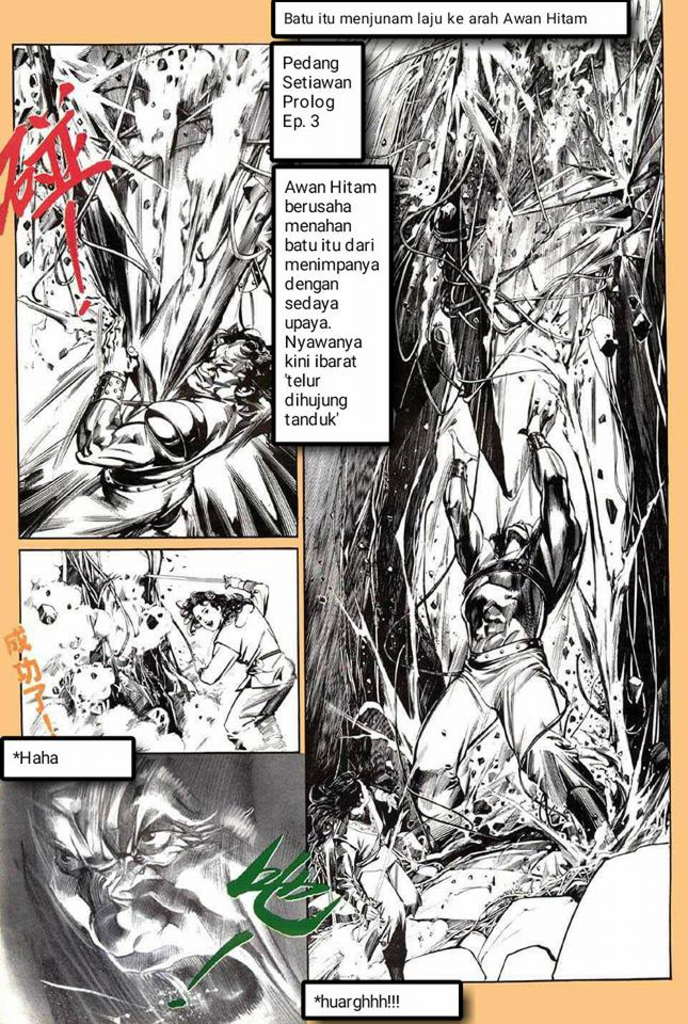 Batu itu menjunam laju ke arah Awan Hitam
Pedang
Setiawan
Prolog
Ep. 3
Awan Hitam
berusaha
menahan
batu itu dari
menimpanya
dengan
sedaya
upaya.
Nyawanya
kini ibarat
'telur
dihujung
tanduk'
成功了!
*Haha
*huarghhh!!!